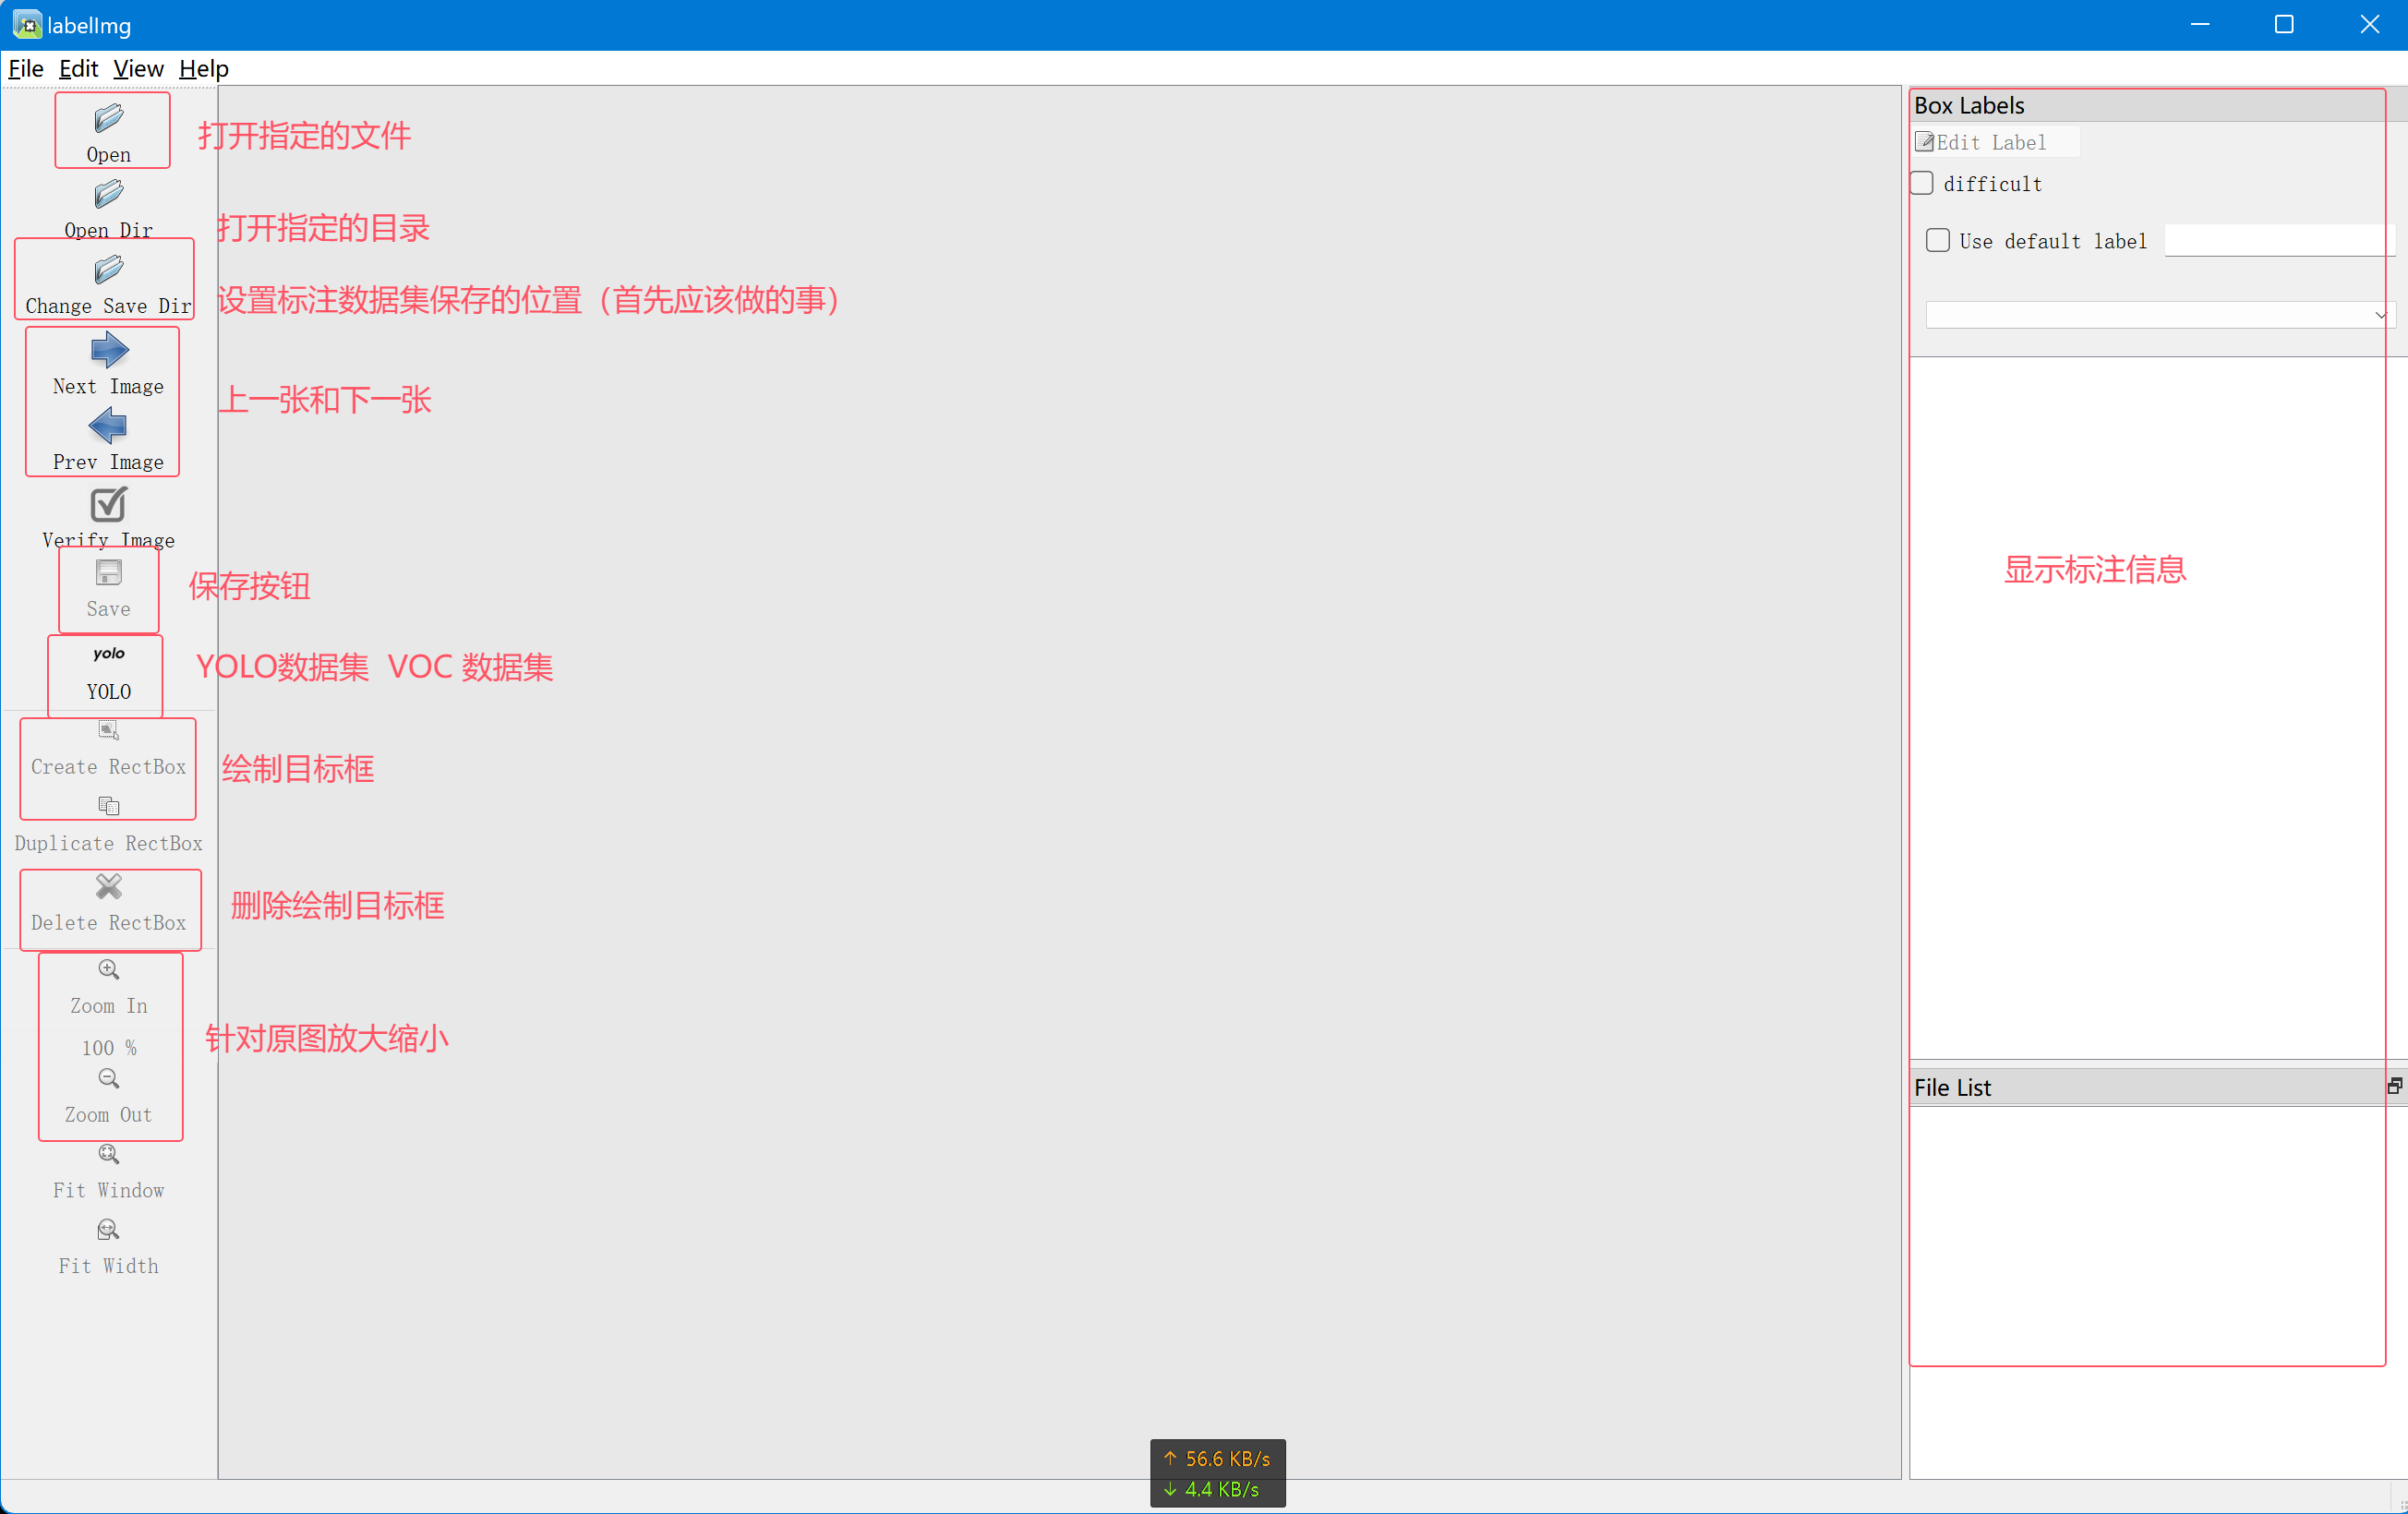 labelImg
File Edit View Help
Open
打开指定的文件
Open Dir
打开指定的目录
Change Save Dir
设置标注数据集保存的位置（首先应该做的事）
Next Image
上一张和下一张
Prev Image
Verify Image
Save
保存按钮
yolo
YOLO
YOLO数据集 VOC 数据集
Create RectBox
绘制目标框
Duplicate RectBox
Delete RectBox
删除绘制目标框
Zoom In
100 %
针对原图放大缩小
Zoom Out
Fit Window
Fit Width
Box Labels
Edit Label
difficult
Use default label
显示标注信息
File List
↑ 56.6 KB/s
↓ 4.4 KB/s